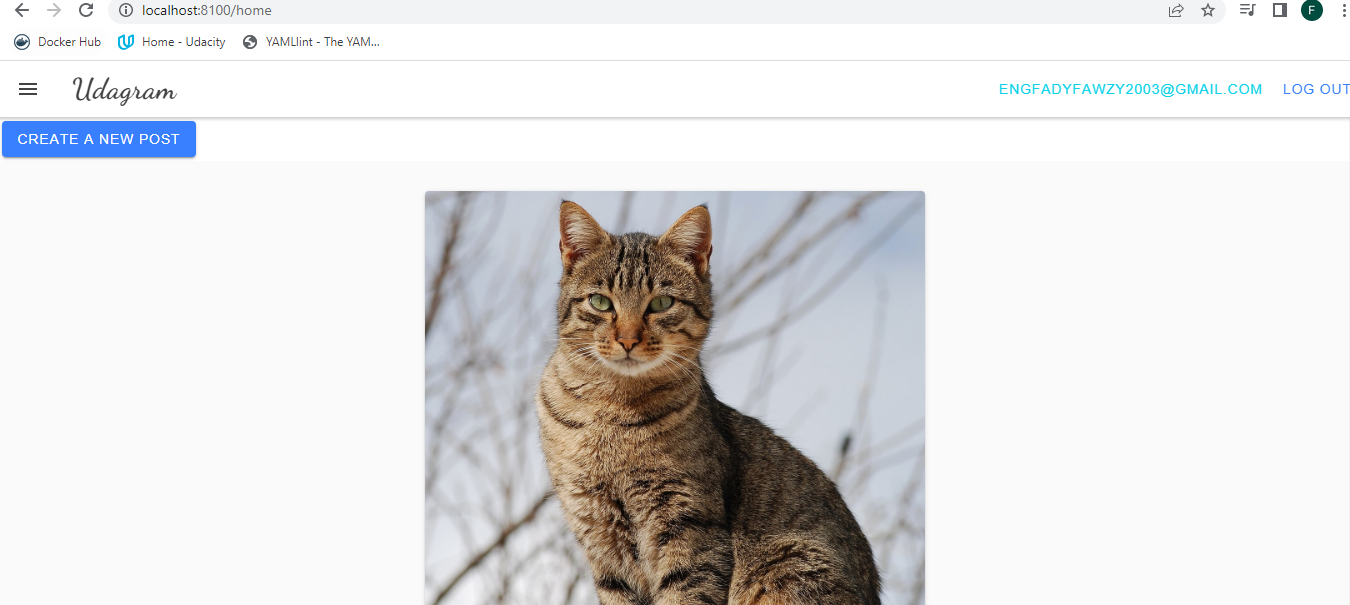 localhost:8100/home
F
Docker Hub
Home - Udacity
YAMLlint - The YAM...
Udagram
ENGFADYFAWZY2003@GMAIL.COM
LOG OUT
CREATE A NEW POST